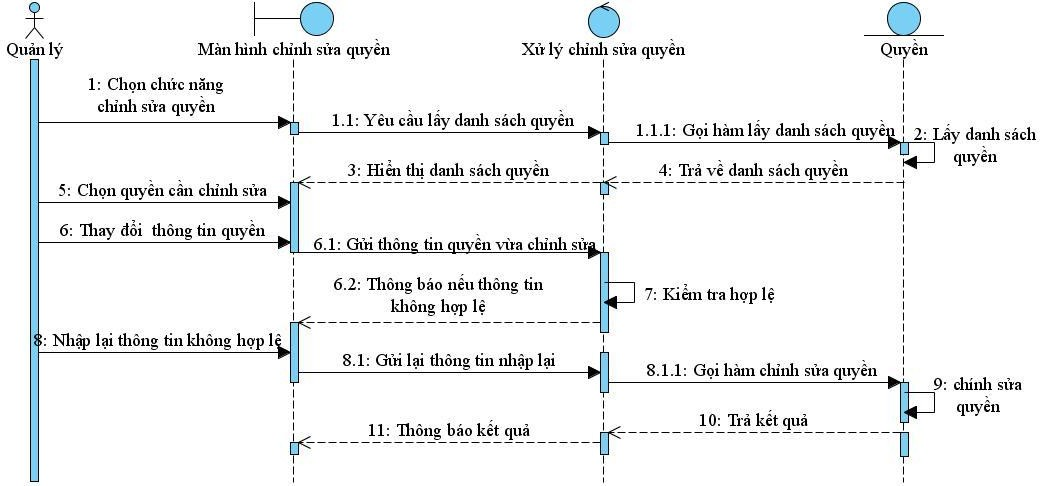 Quản lý
Màn hình chỉnh sửa quyền
Xử lý chỉnh sửa quyền
Quyền
1: Chọn chức năng
chỉnh sửa quyền
1.1: Yêu cầu lấy danh sách quyền
1.1.1: Gọi hàm lấy danh sách quyền
2: Lấy danh sách
quyền
3: Hiển thị danh sách quyền
4: Trả về danh sách quyền
5: Chọn quyền cần chỉnh sửa
6: Thay đổi thông tin quyền
6.1: Gửi thông tin quyền vừa chỉnh sửa
6.2: Thông báo nếu thông tin
không hợp lệ
7: Kiểm tra hợp lệ
8: Nhập lại thông tin không hợp lệ
8.1: Gửi lại thông tin nhập lại
8.1.1: Gọi hàm chỉnh sửa quyền
9: chính sửa
quyền
10: Trả kết quả
11: Thông báo kết quả